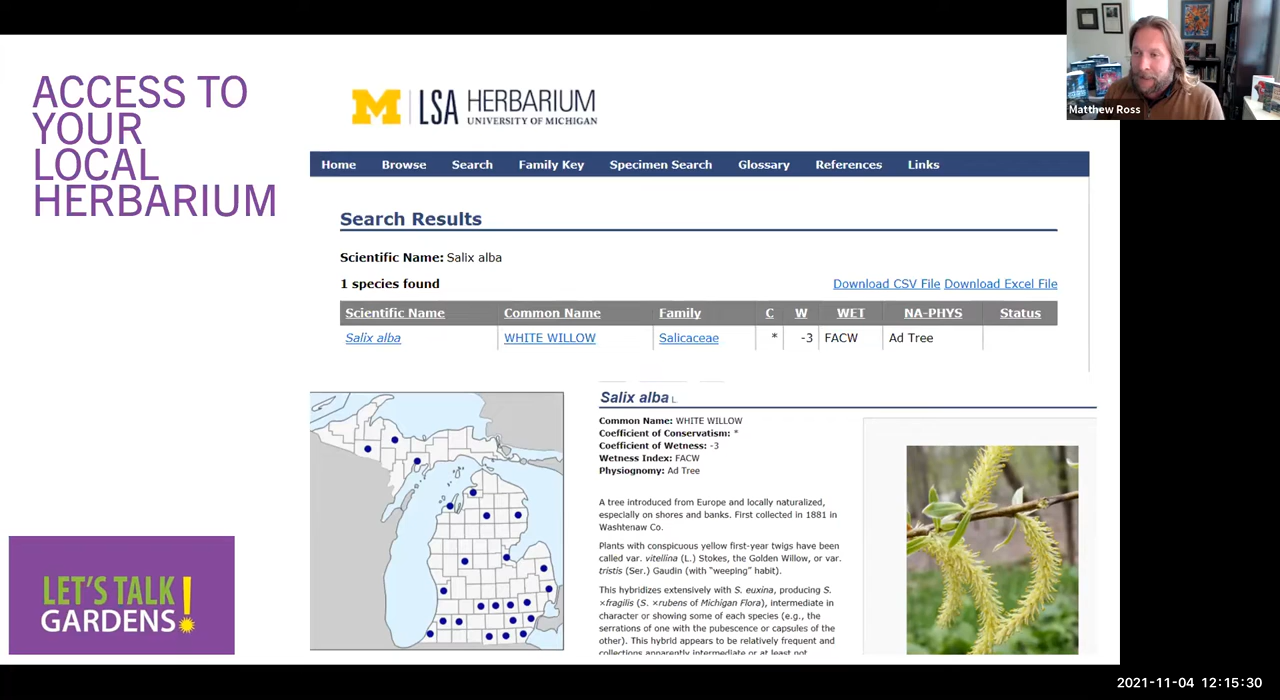 ACCESS TO
YOUR
LOCAL
HERBARIUM
M LSA HERBARIUM
UNIVERSITY OF MICHIGAN
Matthew Ross
Home Browse Search Family Key Specimen Search Glossary References Links
Search Results
Scientific Name: Salix alba
1 species found Download CSV File Download Excel File
Scientific Name Common Name Family C W WET NA-PHYS Status
Salix alba WHITE WILLOW Salicaceae * -3 FACW Ad Tree
Salix alba L.
Common Name: WHITE WILLOW
Coefficient of Conservatism: *
Coefficient of Wetness: -3
Wetness Index: FACW
Physiognomy: Ad Tree
A tree introduced from Europe and locally naturalized,
especially on shores and banks. First collected in 1881 in
Washtenaw Co.
Plants with conspicuous yellow first-year twigs have been
called var. vitellina (L.) Stokes, the Golden Willow, or var.
tristis (Ser.) Gaudin (with “weeping” habit).
This hybridizes extensively with S. euxina, producing S.
×fragilis (S. ×rubens of Michigan Flora), intermediate in
character or showing some of each species (e.g., the
serrations of one with the pubescence or capsules of the
other). This hybrid appears to be relatively frequent and
collections apparently intermediate or at least not
LET'S TALK
GARDENS!
2021-11-04 12:15:30